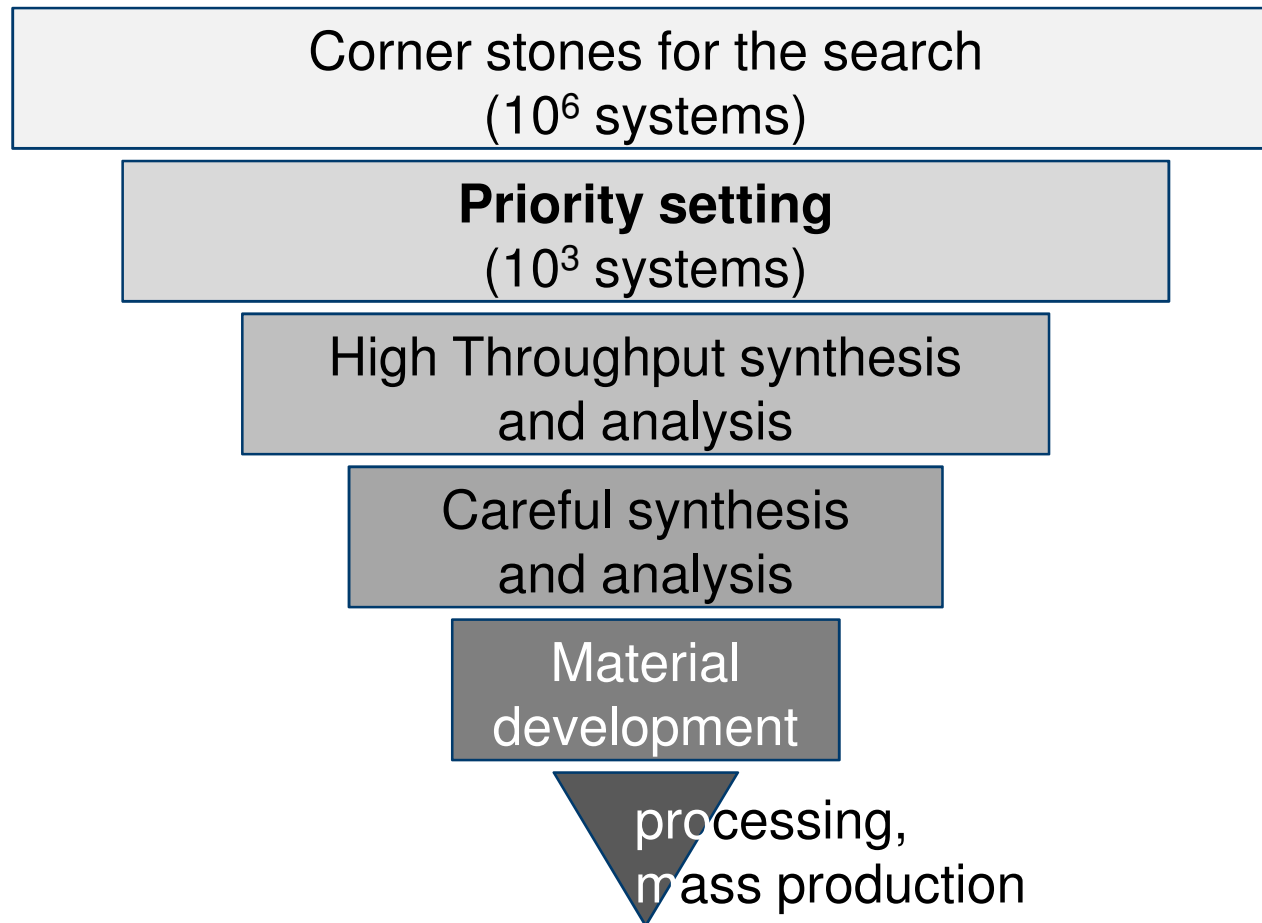 Corner stones for the search
(10⁶ systems)
Priority setting
(10³ systems)
High Throughput synthesis
and analysis
Careful synthesis
and analysis
Material
development
processing,
mass production